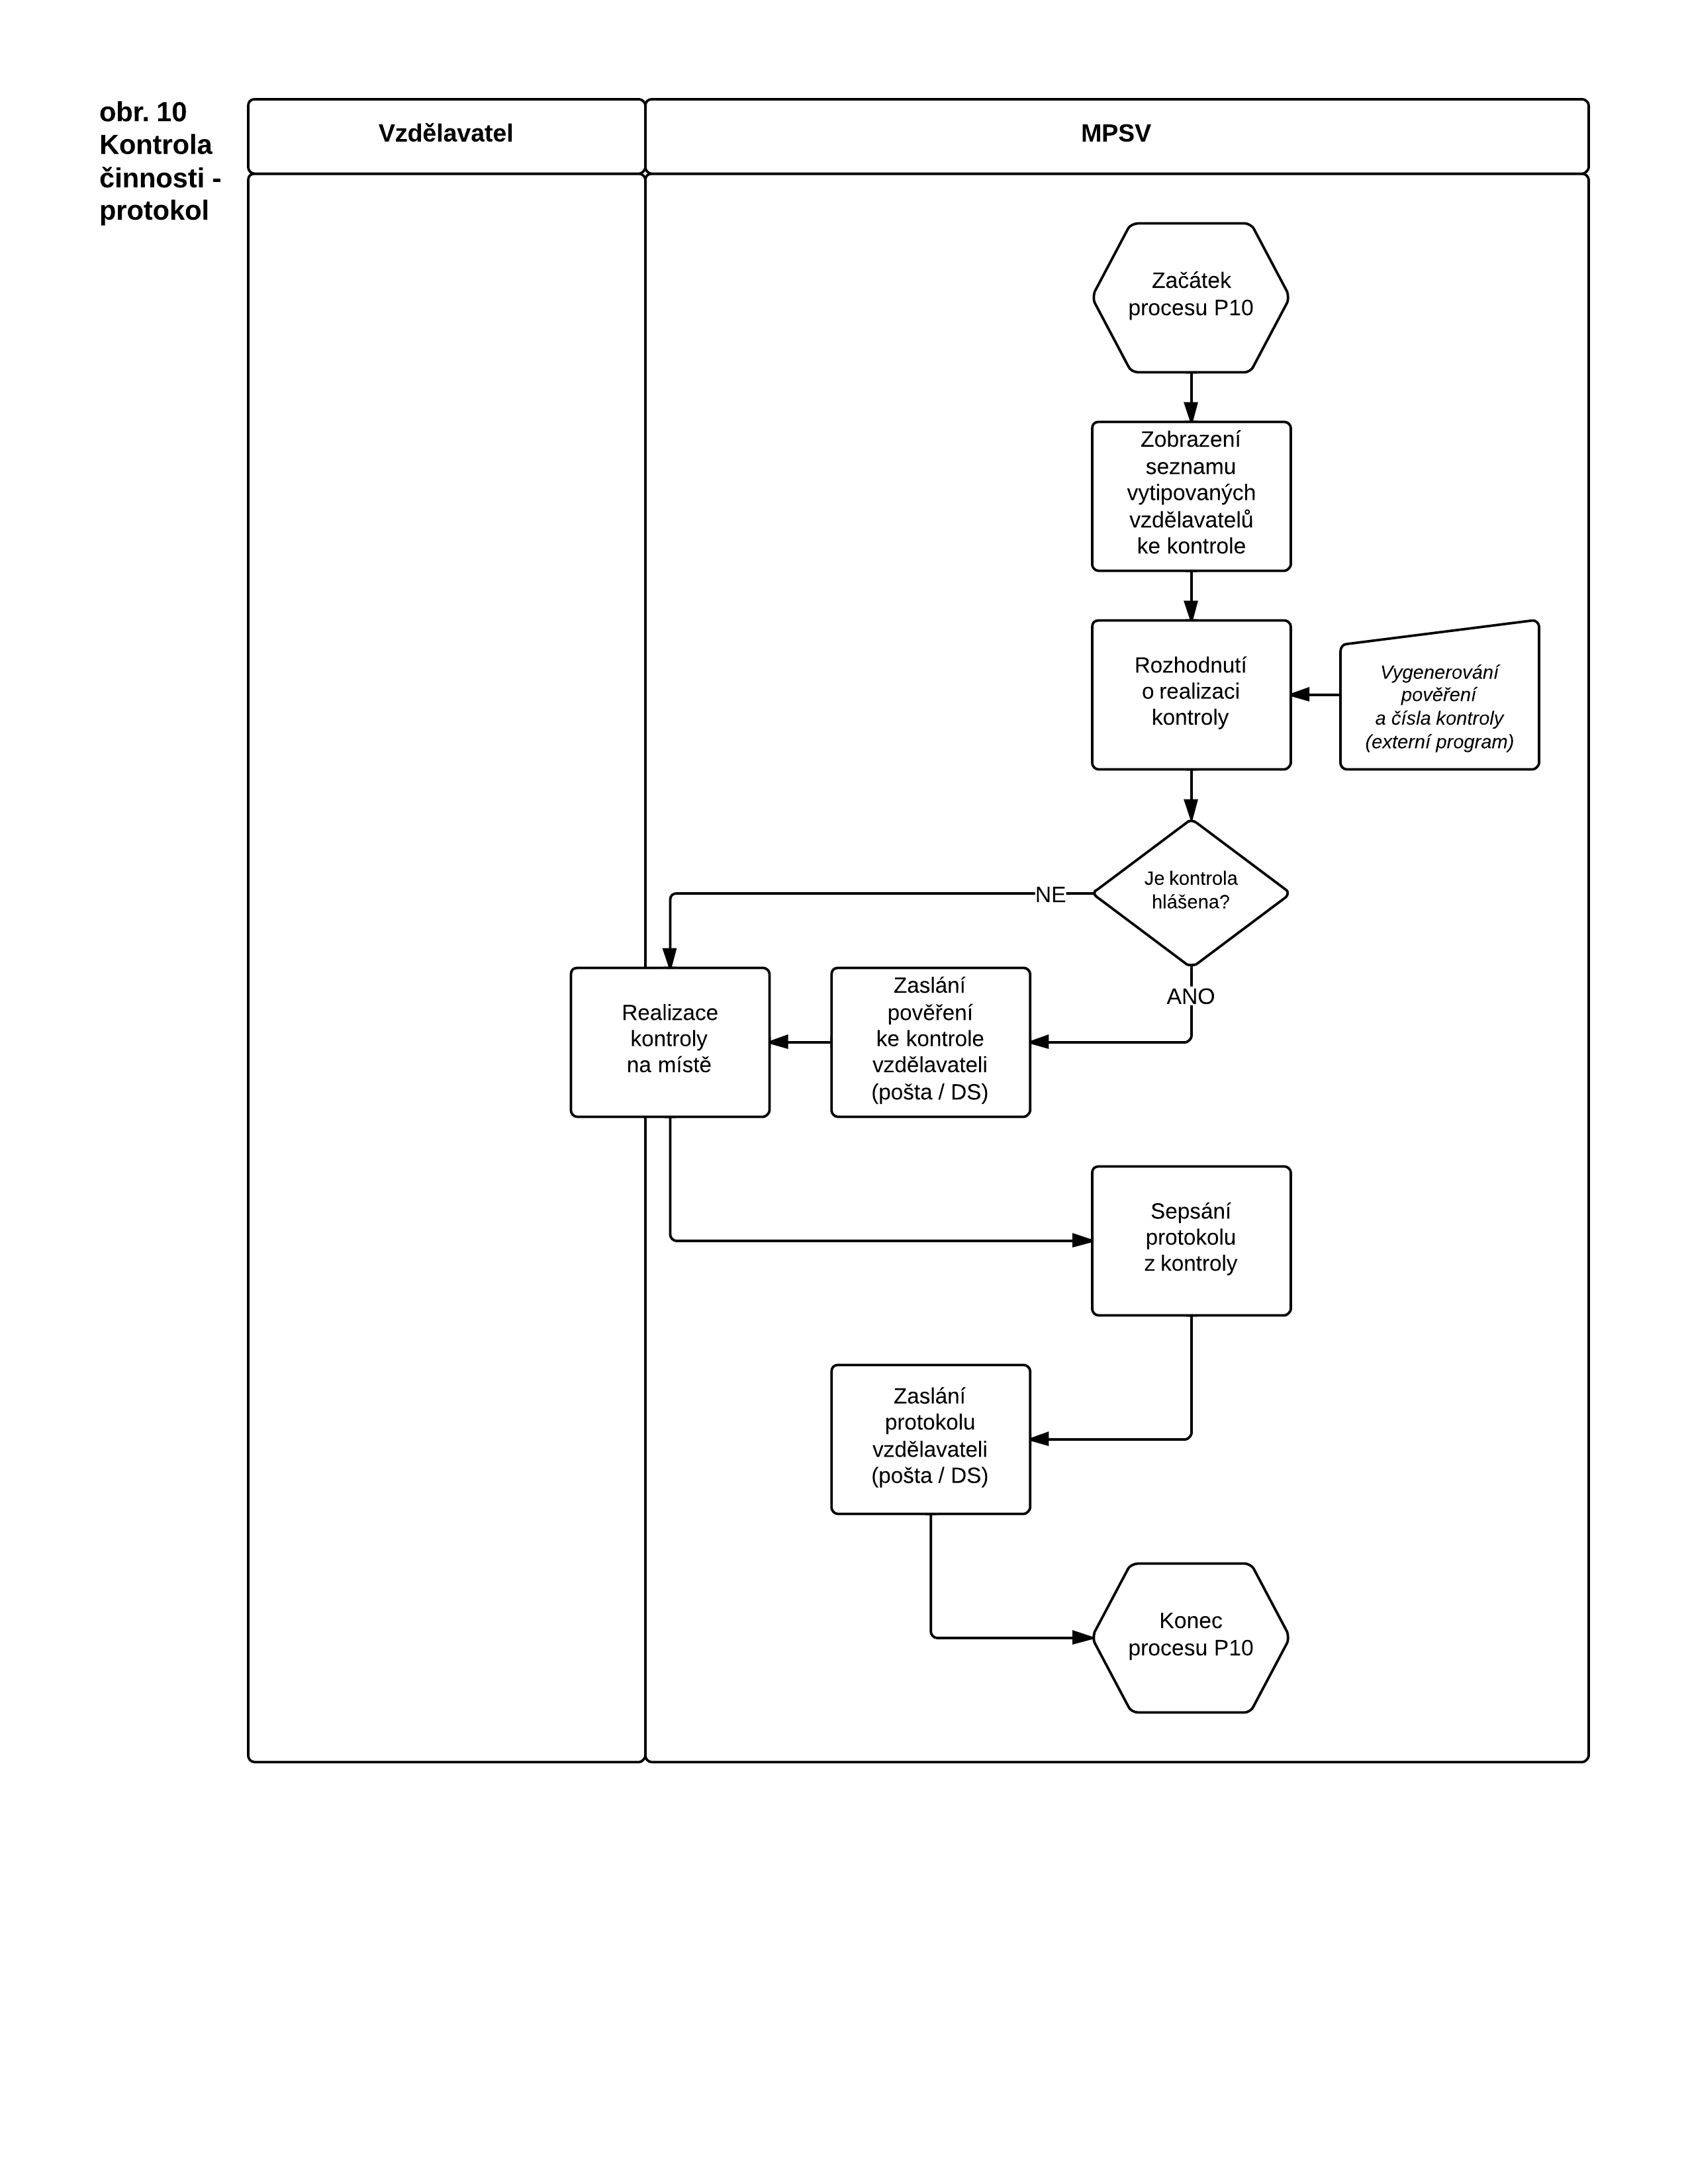 obr. 10
Kontrola
činnosti -
protokol
Vzdělavatel
MPSV
Začátek
procesu P10
Zobrazení
seznamu
vytipovaných
vzdělavatelů
ke kontrole
Rozhodnutí
o realizaci
kontroly
Vygenerování
pověření
a čísla kontroly
(externí program)
Je kontrola
hlášena?
NE
ANO
Realizace
kontroly
na místě
Zaslání
pověření
ke kontrole
vzdělavateli
(pošta / DS)
Sepsání
protokolu
z kontroly
Zaslání
protokolu
vzdělavateli
(pošta / DS)
Konec
procesu P10